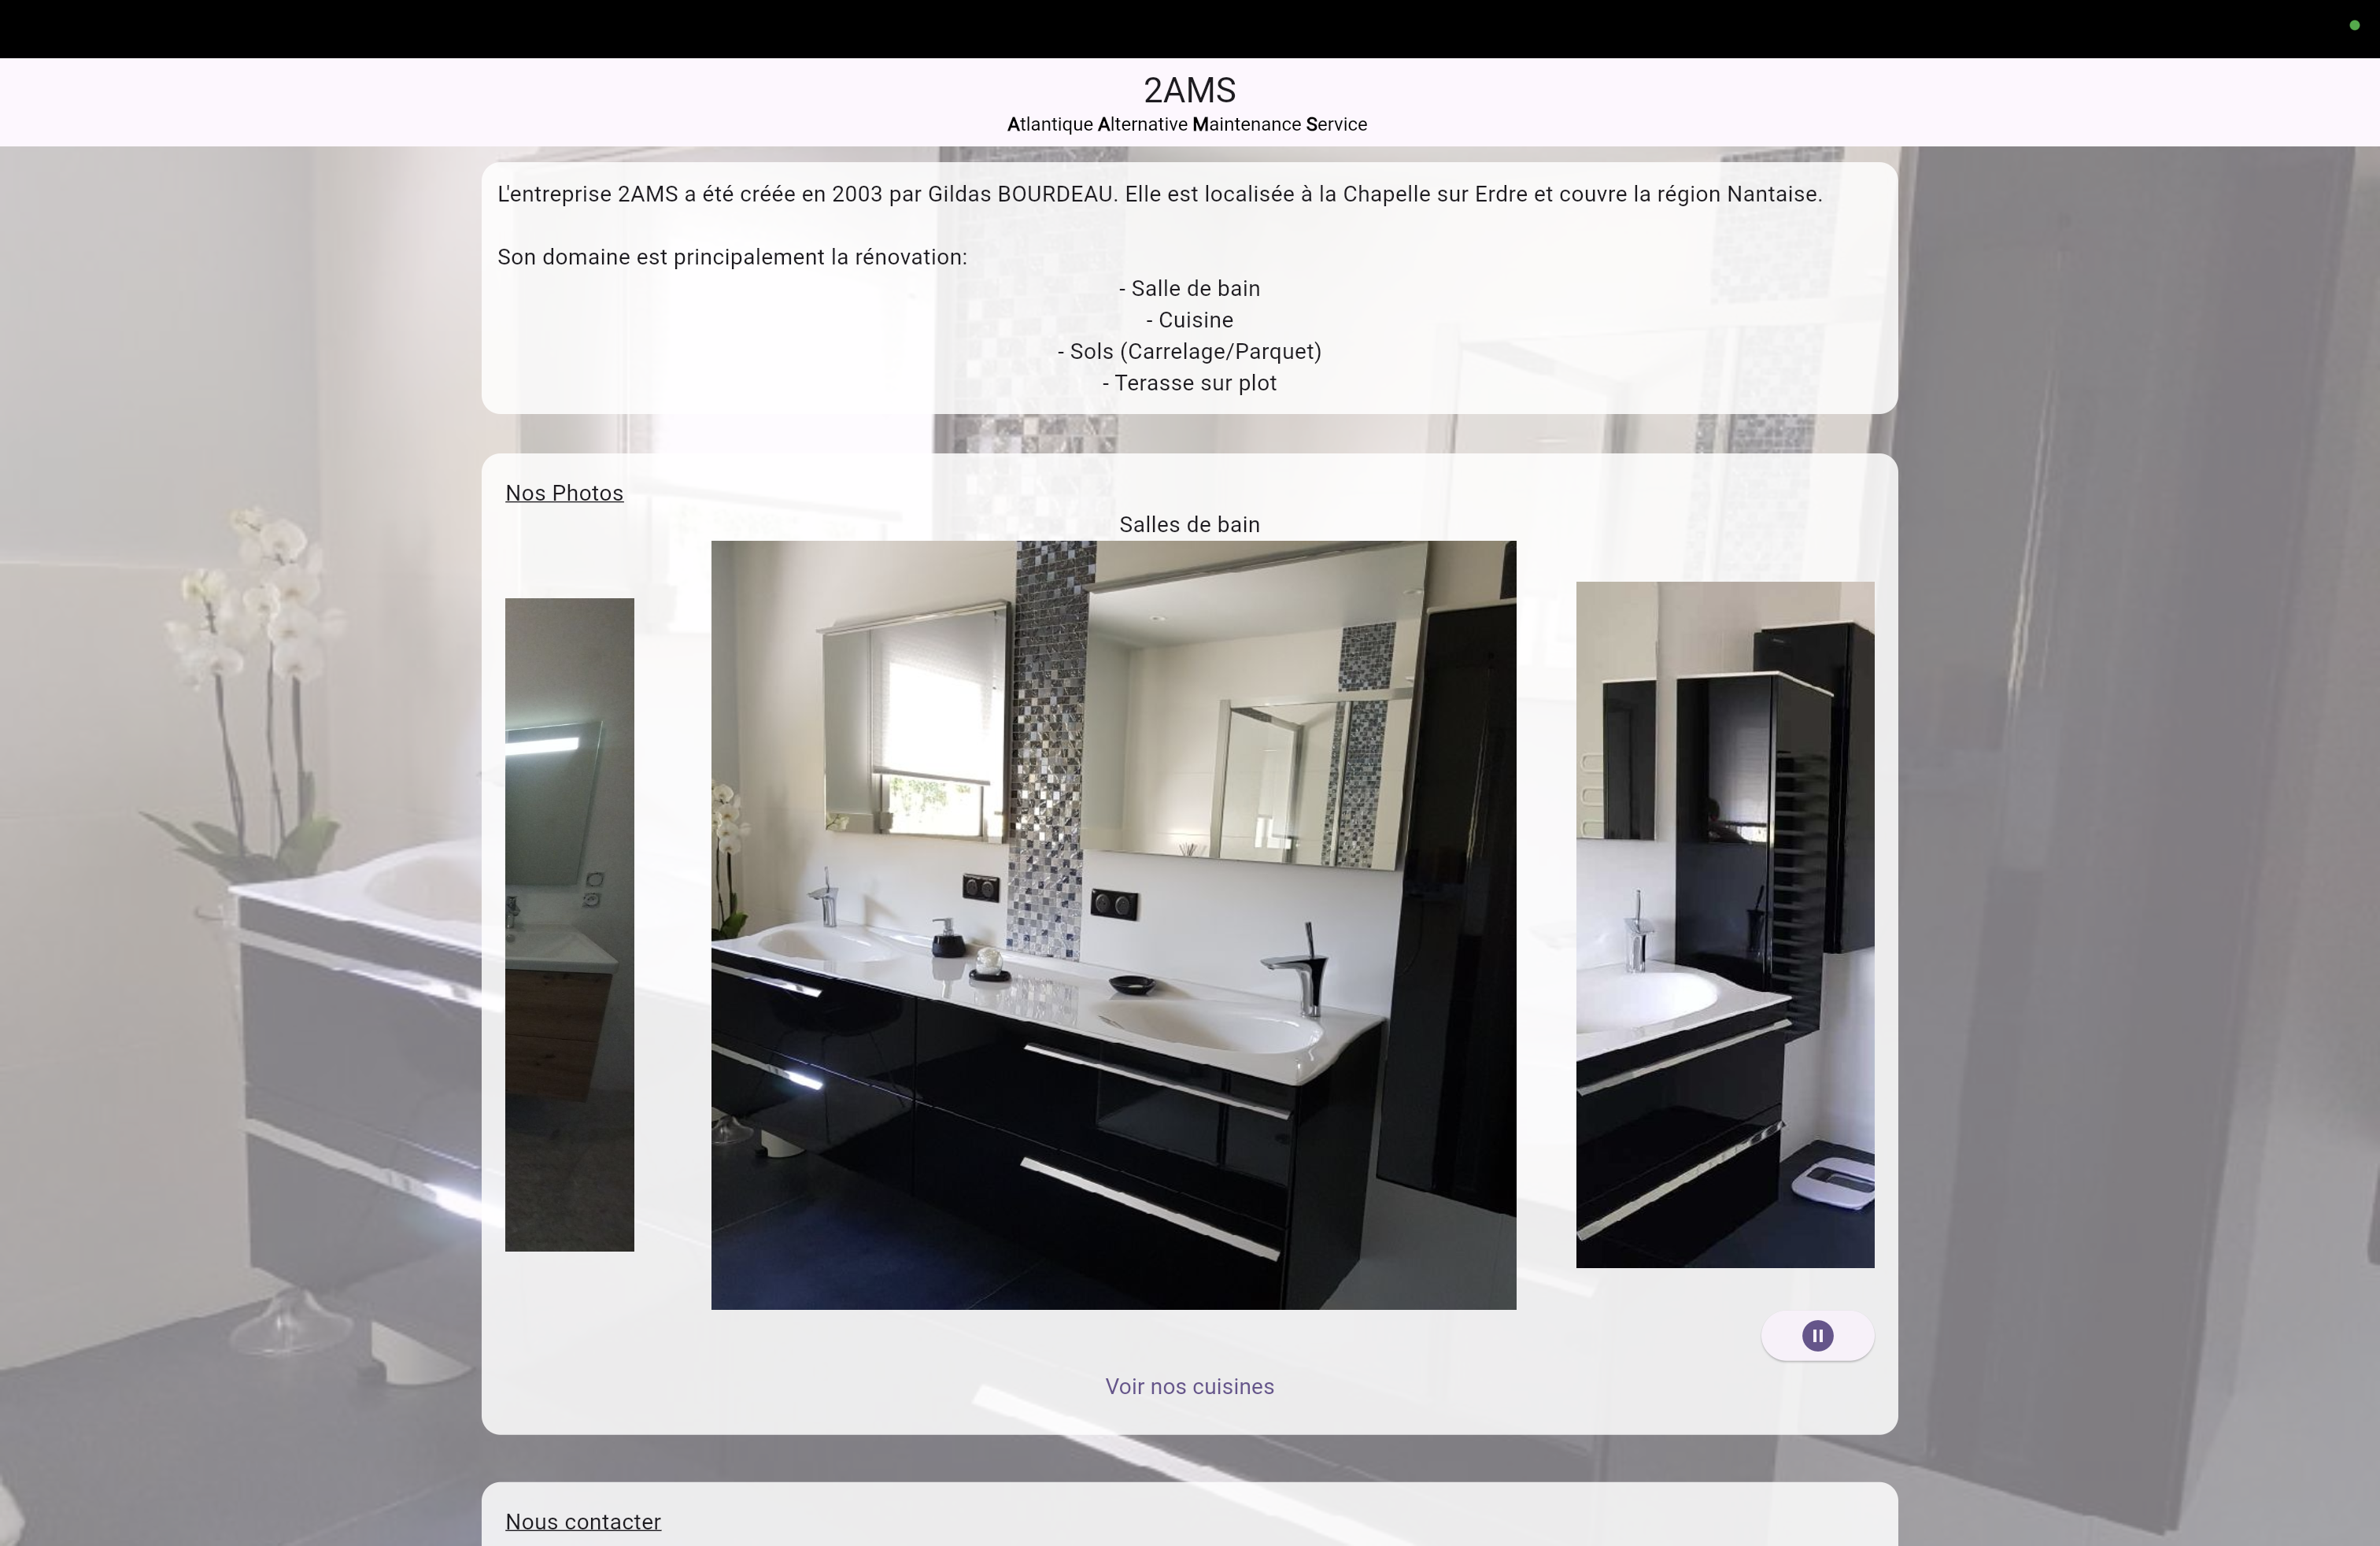 2AMS
Atlantique Alternative Maintenance Service
L'entreprise 2AMS a été créée en 2003 par Gildas BOURDEAU. Elle est localisée à la Chapelle sur Erdre et couvre la région Nantaise.
Son domaine est principalement la rénovation:
- Salle de bain
- Cuisine
- Sols (Carrelage/Parquet)
- Terasse sur plot
Nos Photos
Salles de bain
Voir nos cuisines
Nous contacter